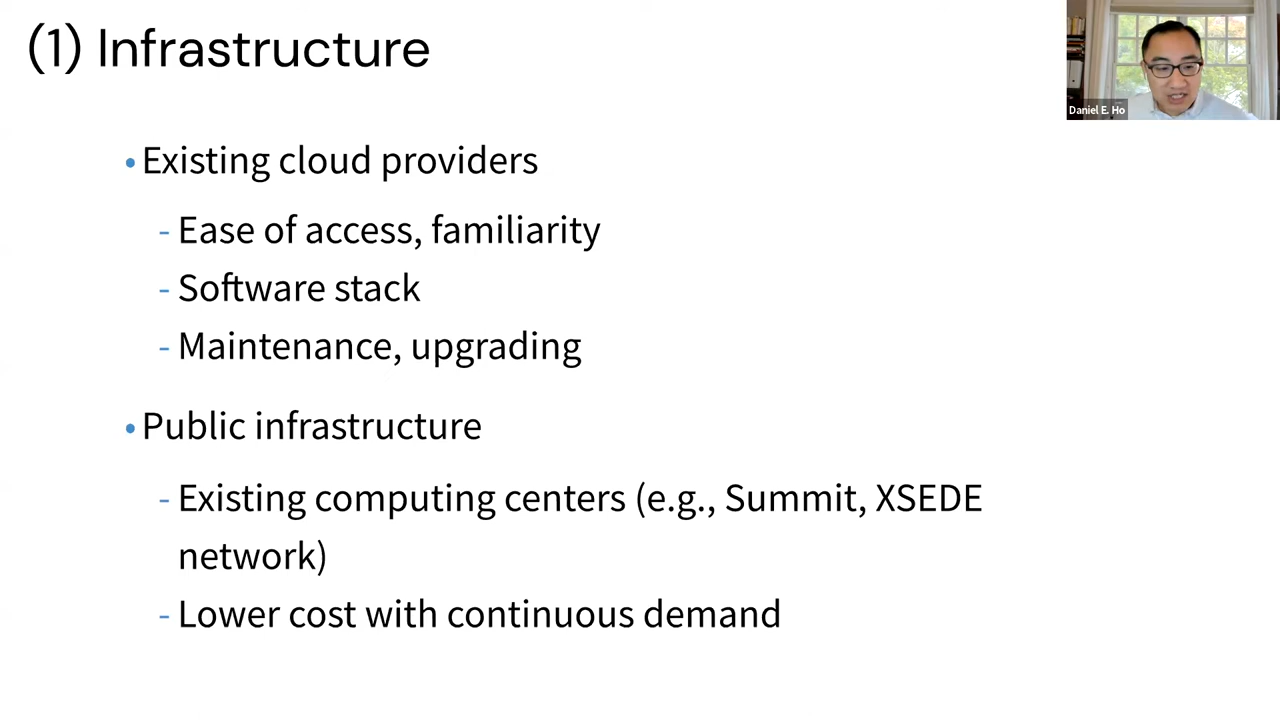 (1) Infrastructure
Daniel E. Ho
• Existing cloud providers
- Ease of access, familiarity
- Software stack
- Maintenance, upgrading
• Public infrastructure
- Existing computing centers (e.g., Summit, XSEDE
network)
- Lower cost with continuous demand